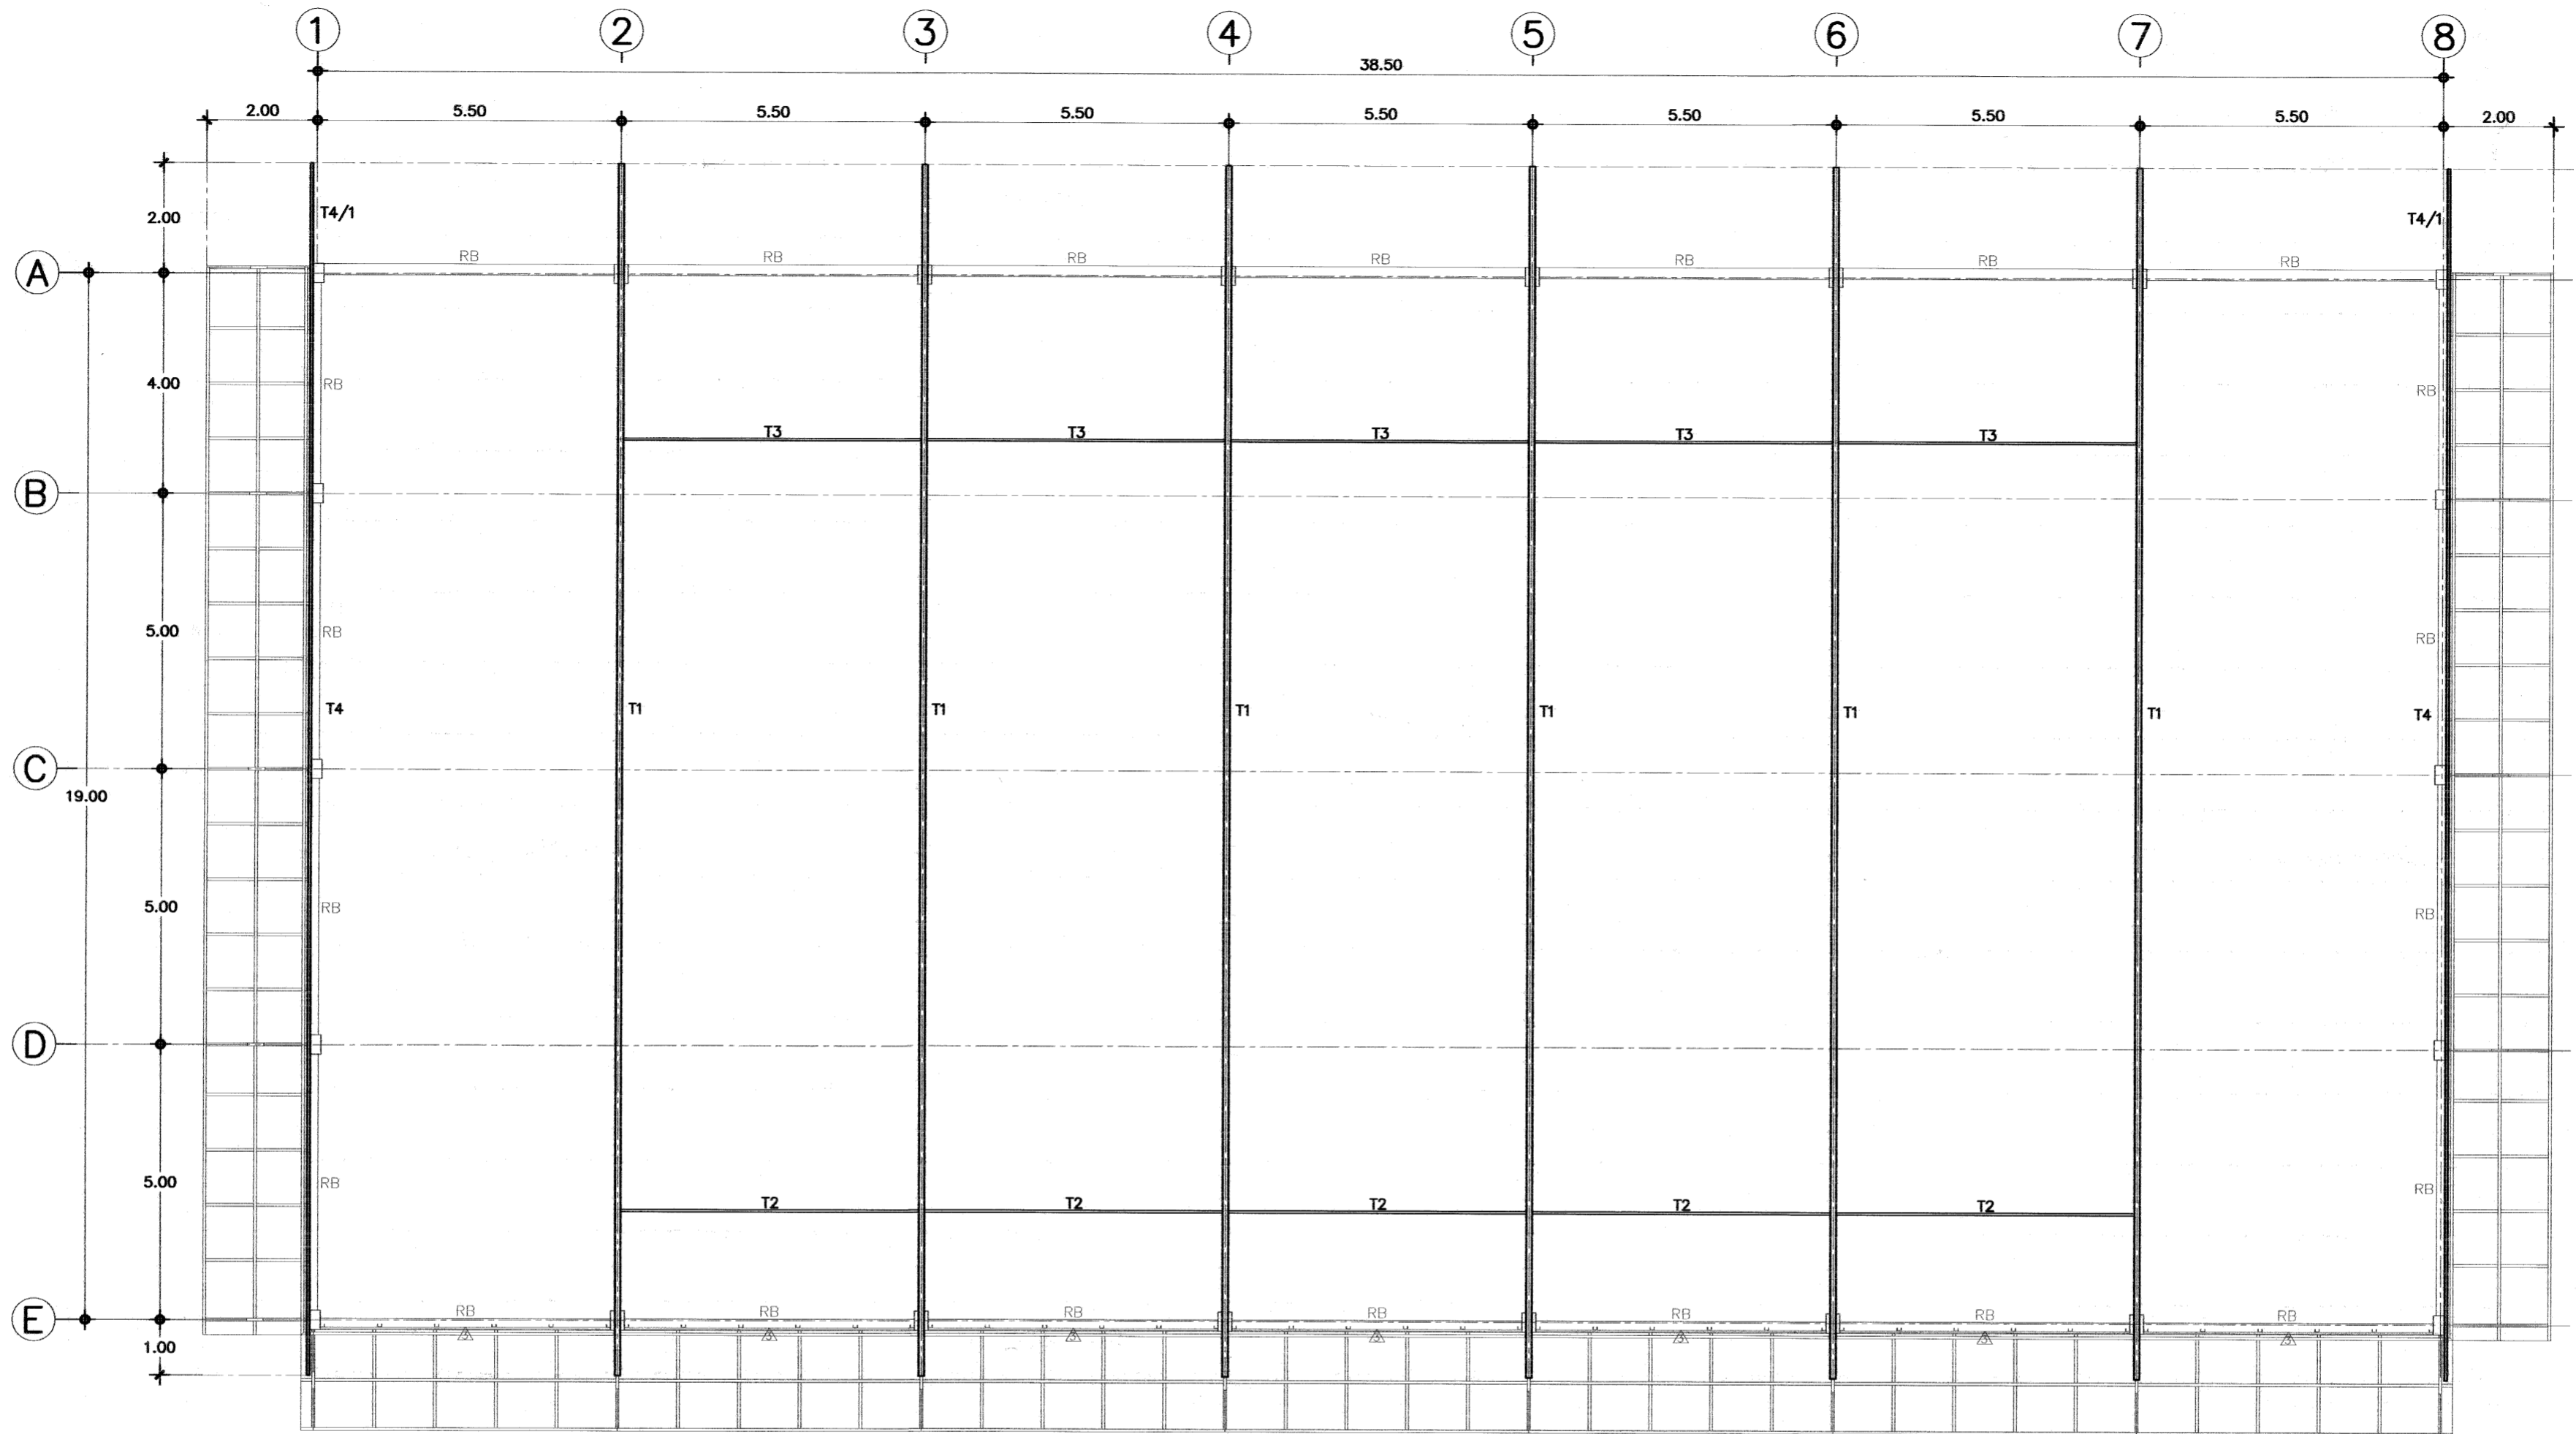 1 2 3 4 5 6 7 8
38.50
2.00 5.50 5.50 5.50 5.50 5.50 5.50 5.50 2.00
2.00 T4/1 T4/1
A RB RB RB RB RB RB RB
4.00 RB RB
T3 T3 T3 T3 T3
B
5.00 RB RB
T4 T1 T1 T1 T1 T1 T1 T4
C
19.00
5.00 RB RB
D
5.00 RB RB
T2 T2 T2 T2 T2
E RB RB RB RB RB RB RB
1.00